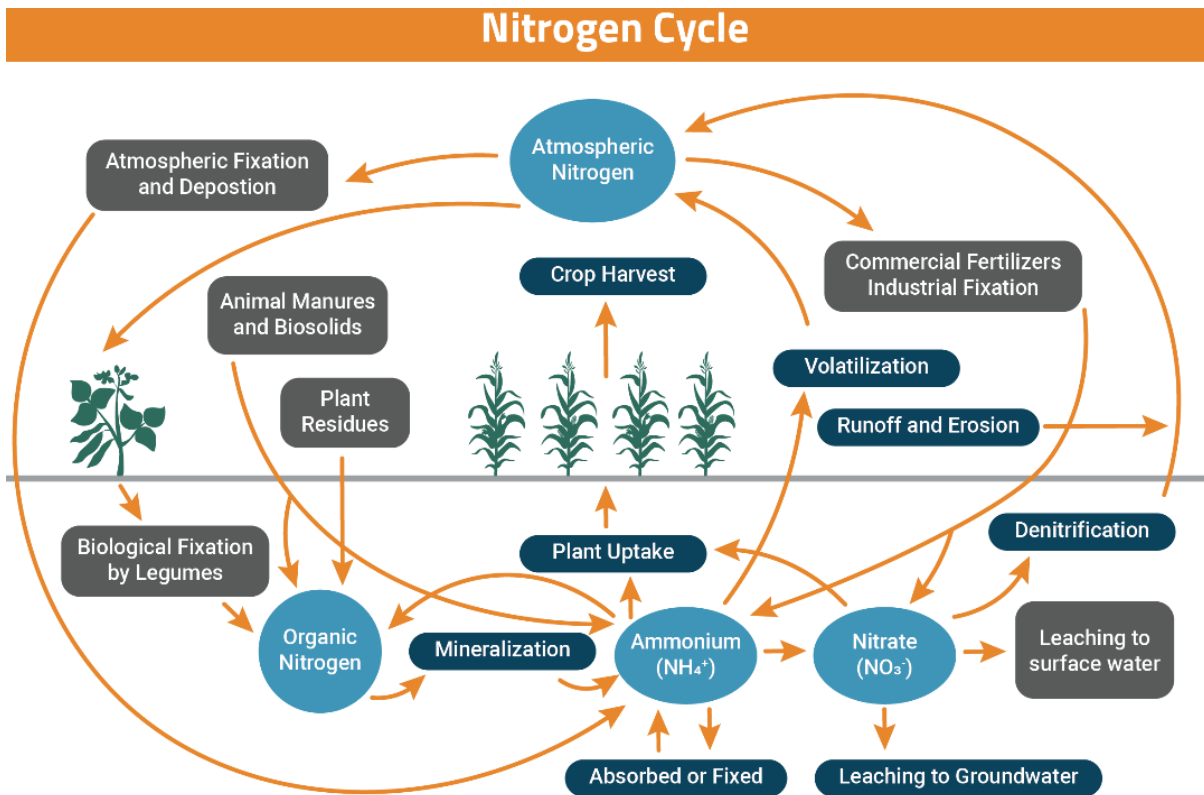 Nitrogen Cycle
Atmospheric
Nitrogen
Atmospheric Fixation
and Depostion
Commercial Fertilizers
Industrial Fixation
Crop Harvest
Animal Manures
and Biosolids
Volatilization
Plant
Residues
Runoff and Erosion
Biological Fixation
by Legumes
Plant Uptake
Denitrification
Organic
Nitrogen
Mineralization
Ammonium
(NH₄⁺)
Nitrate
(NO₃⁻)
Leaching to
surface water
Absorbed or Fixed
Leaching to Groundwater